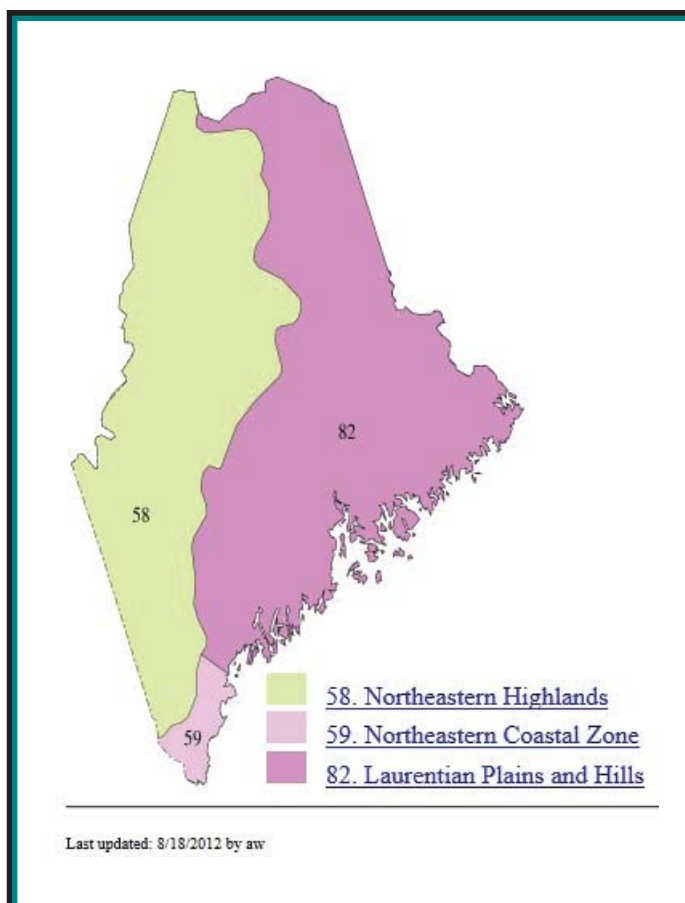 82
58
59
58. Northeastern Highlands
59. Northeastern Coastal Zone
82. Laurentian Plains and Hills
Last updated: 8/18/2012 by aw